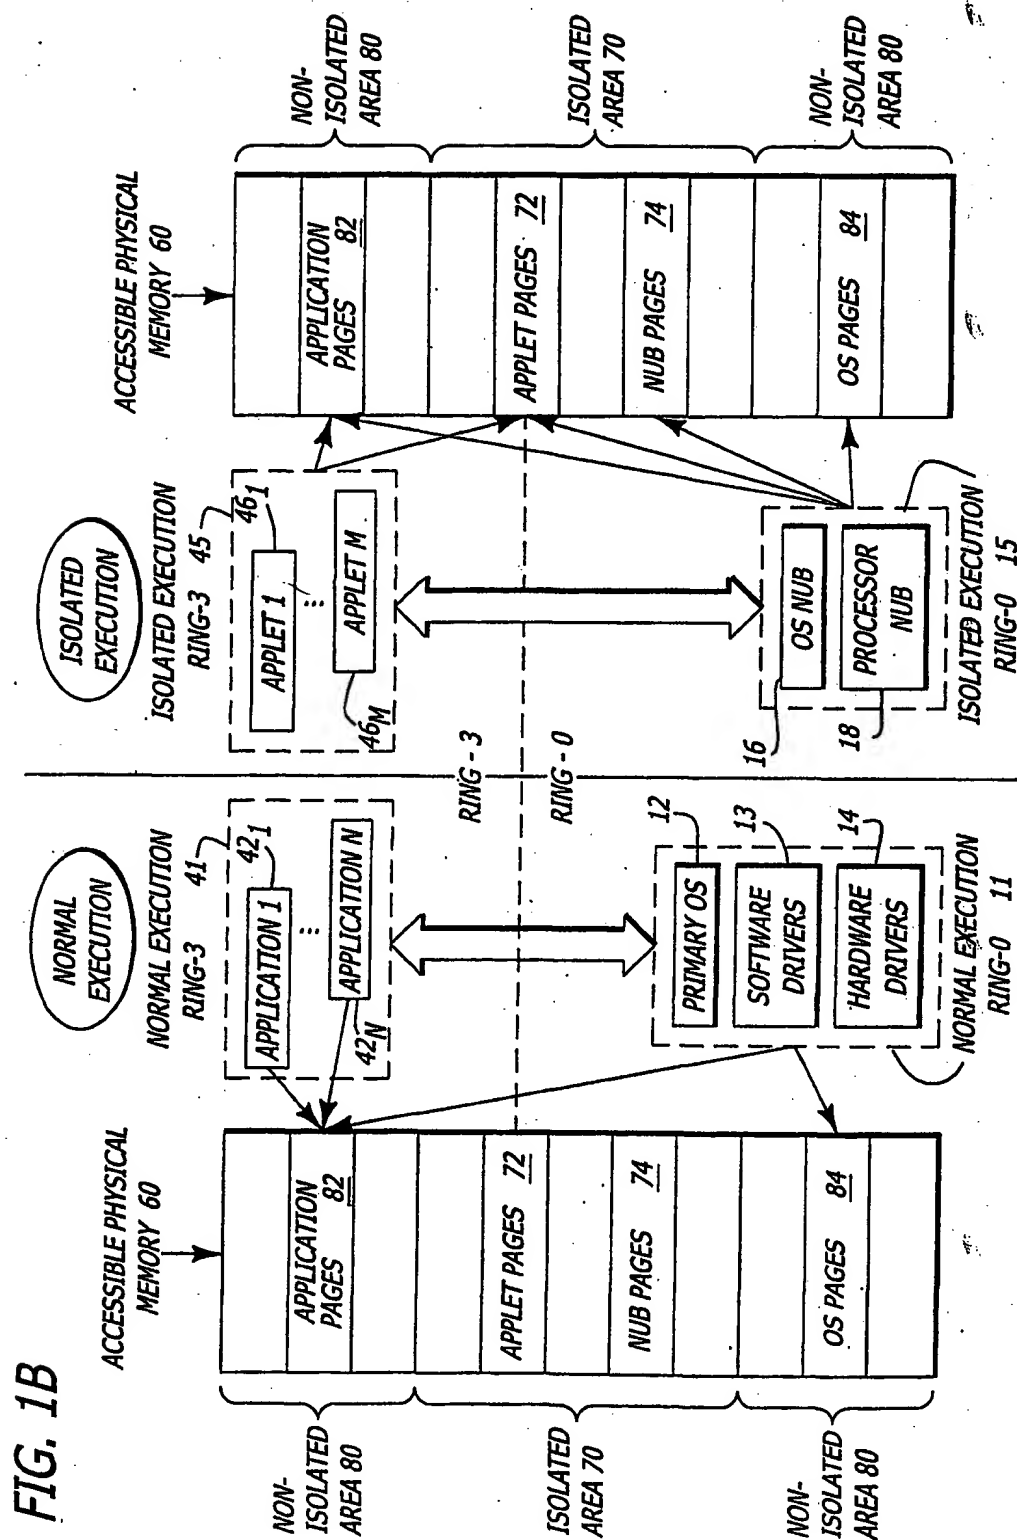 FIG. 1B
ACCESSIBLE PHYSICAL
MEMORY 60
NON-
ISOLATED
AREA 80
ISOLATED
AREA 70
NON-
ISOLATED
AREA 80
APPLICATION
PAGES 82
APPLET PAGES 72
NUB PAGES 74
OS PAGES 84
NORMAL
EXECUTION
NORMAL EXECUTION
RING-3 41
APPLICATION 1
42 1
...
APPLICATION N
42 N
RING - 3
RING - 0
PRIMARY OS
12
SOFTWARE
DRIVERS
13
HARDWARE
DRIVERS
14
NORMAL EXECUTION
RING-0 11
ISOLATED
EXECUTION
ISOLATED EXECUTION
RING-3 45
APPLET 1
46 1
...
APPLET M
46 M
OS NUB
16
PROCESSOR
NUB
18
ISOLATED EXECUTION
RING-0 15
ACCESSIBLE PHYSICAL
MEMORY 60
APPLICATION
PAGES 82
APPLET PAGES 72
NUB PAGES 74
OS PAGES 84
NON-
ISOLATED
AREA 80
ISOLATED
AREA 70
NON-
ISOLATED
AREA 80